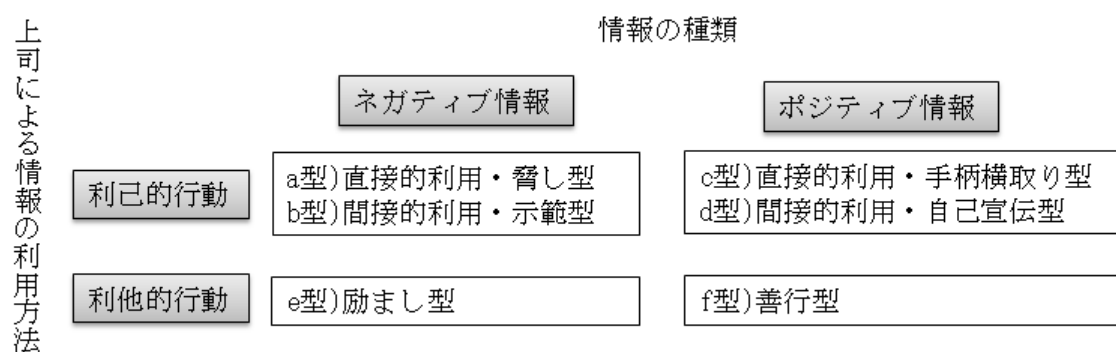 上司による情報の利用方法
情報の種類
ネガティブ情報
ポジティブ情報
利己的行動
a型)直接的利用・脅し型
b型)間接的利用・示範型
c型)直接的利用・手柄横取り型
d型)間接的利用・自己宣伝型
利他的行動
e型)励まし型
f型)善行型